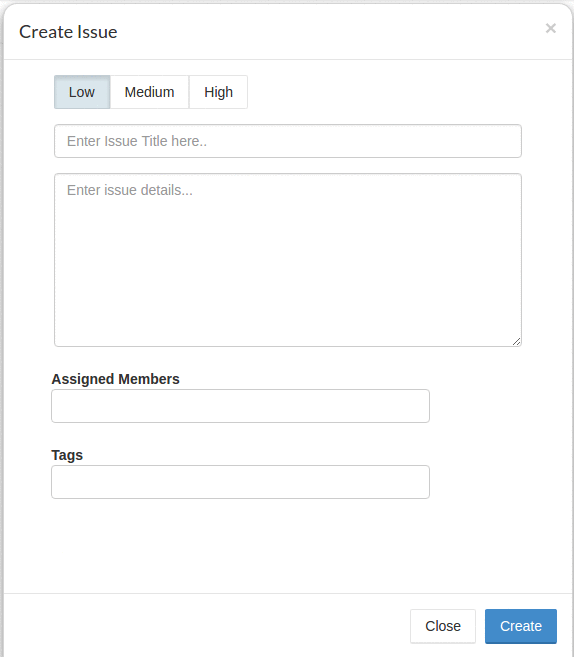 Create Issue ×
Low Medium High
Enter Issue Title here..
Enter issue details...
Assigned Members
Tags
Close Create